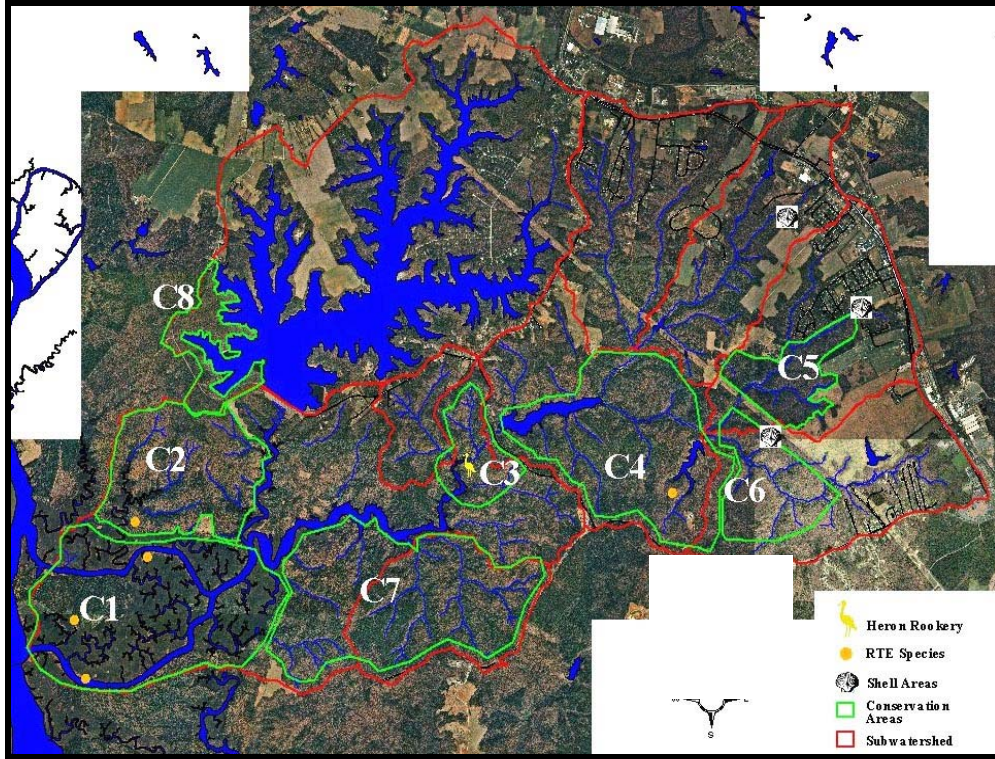 C8
C5
C2
C3
C4
C6
C1
C7
Heron Rookery
RTE Species
Shell Areas
Conservation
Areas
Subwatershed
S